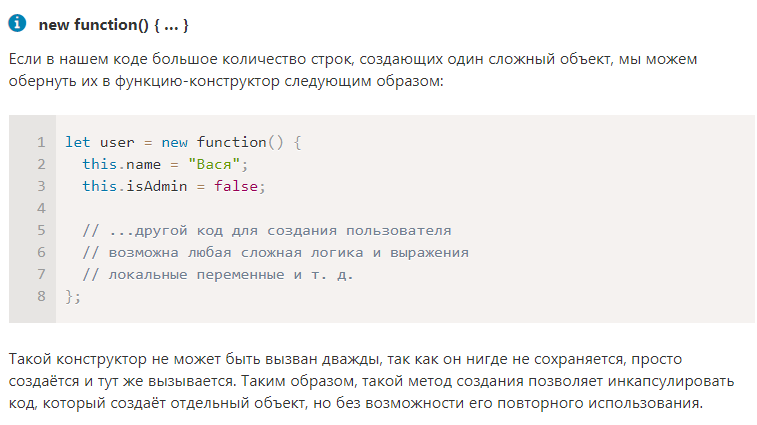 new function() { … }
Если в нашем коде большое количество строк, создающих один сложный объект, мы можем
обернуть их в функцию-конструктор следующим образом:
1 let user = new function() {
2   this.name = "Вася";
3   this.isAdmin = false;
4
5   // ...другой код для создания пользователя
6   // возможна любая сложная логика и выражения
7   // локальные переменные и т. д.
8 };
Такой конструктор не может быть вызван дважды, так как он нигде не сохраняется, просто
создаётся и тут же вызывается. Таким образом, такой метод создания позволяет инкапсулировать
код, который создаёт отдельный объект, но без возможности его повторного использования.